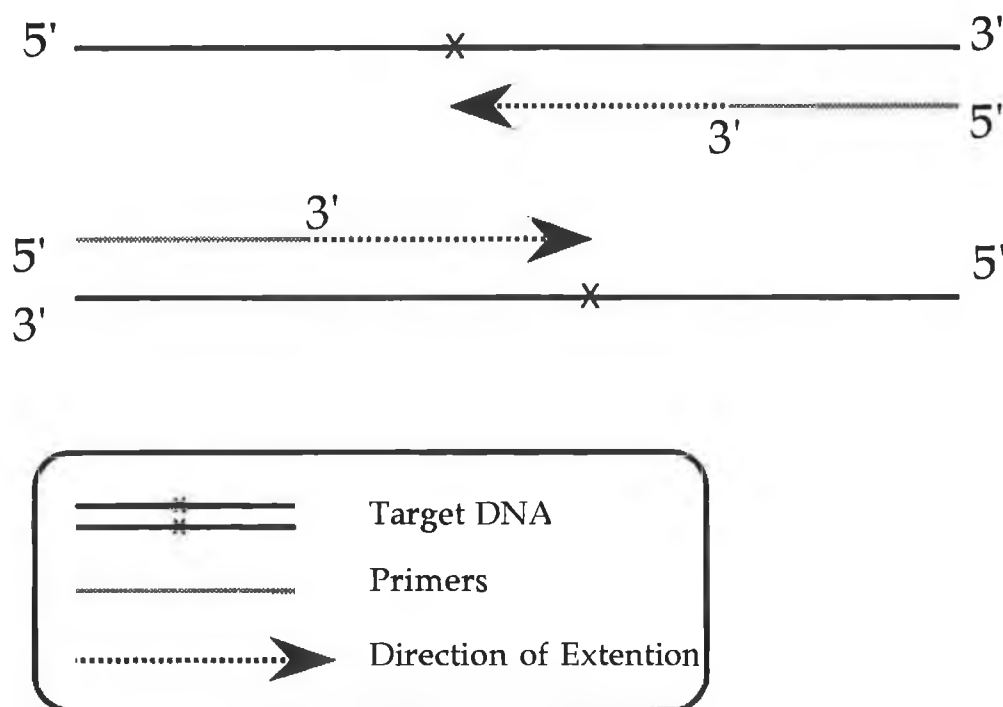 5' x 3'
3' 5'
3'
5' 5'
3' x
x
x Target DNA
Primers
Direction of Extention